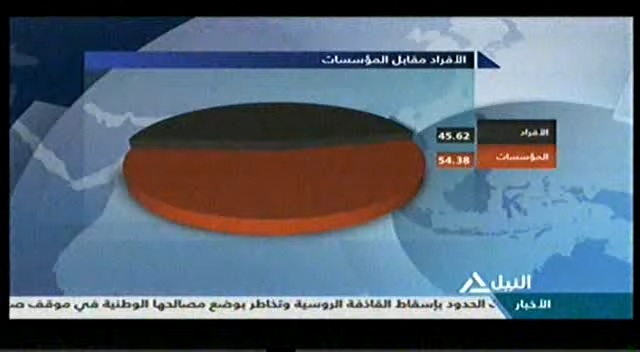 الأفراد مقابل المؤسسات
الأفراد 45.62
المؤسسات 54.38
النيل
الأخبار
الحدود بإسقاط القاذفة الروسية وتخاطر بوضع مصالحها الوطنية في موقف